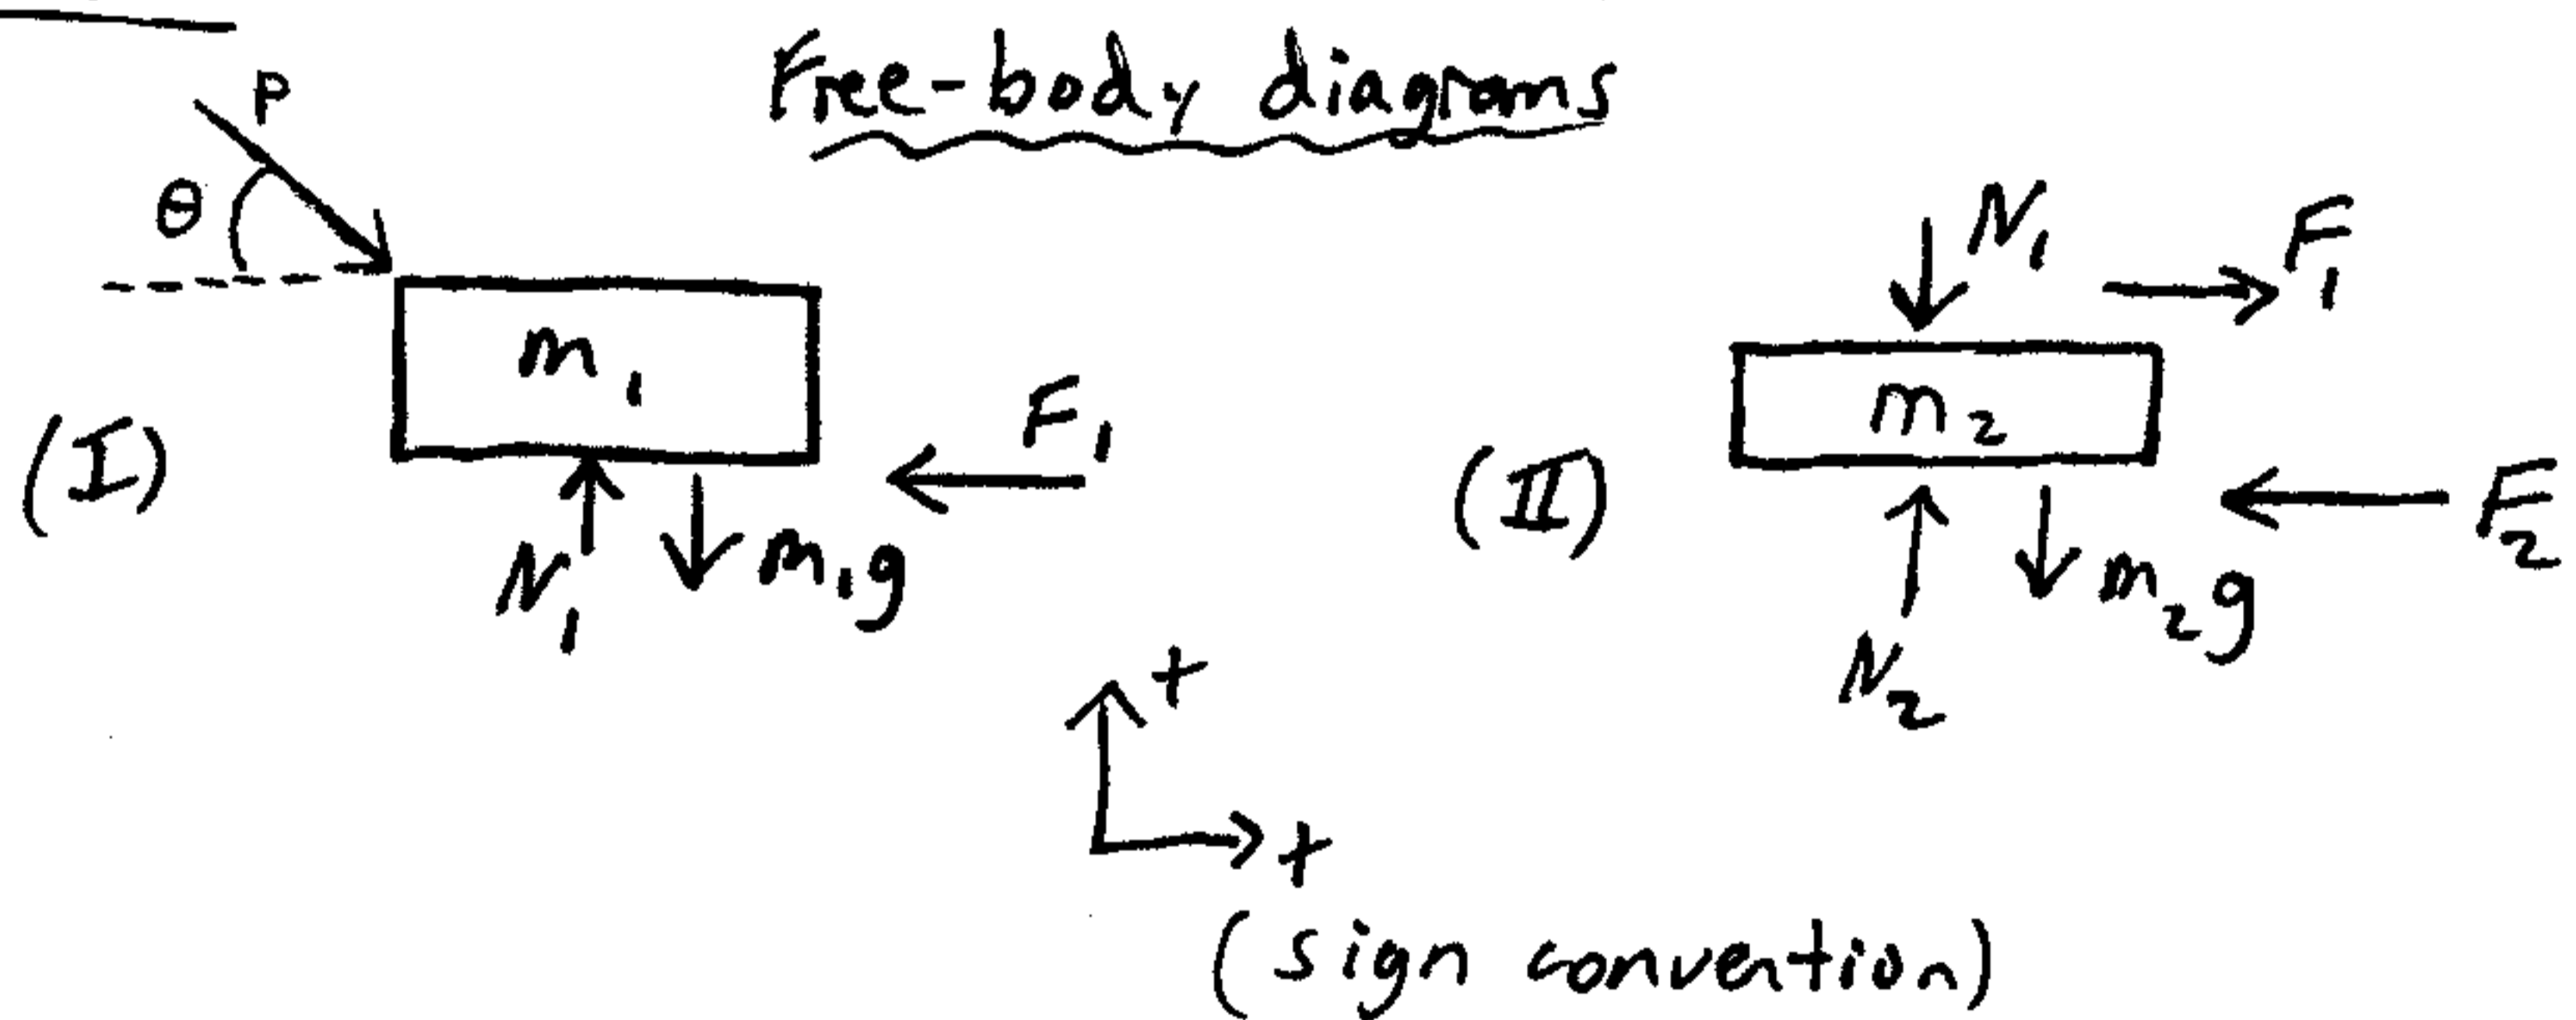 Free-body diagrams
P
θ
m₁
F₁
(I)
N₁
m₁g
N₁
F₁
m₂
(II)
F₂
N₂
m₂g
+
+
(sign convention)